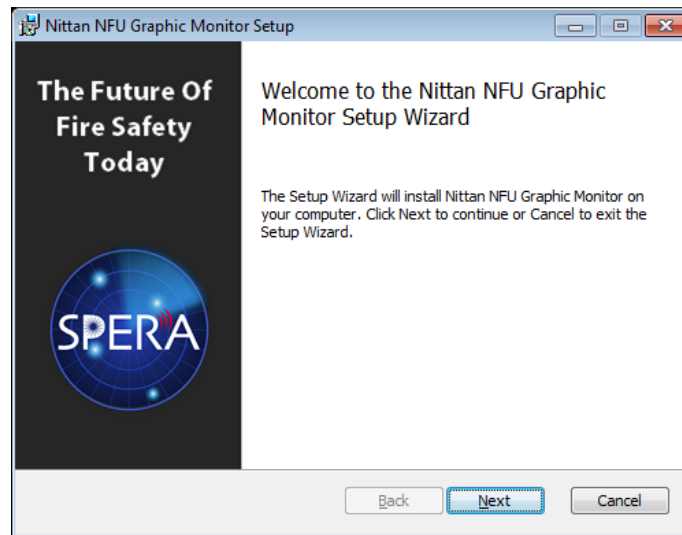 Nittan NFU Graphic Monitor Setup
The Future Of
Fire Safety
Today
SPERA
Welcome to the Nittan NFU Graphic
Monitor Setup Wizard
The Setup Wizard will install Nittan NFU Graphic Monitor on
your computer. Click Next to continue or Cancel to exit the
Setup Wizard.
Back
Next
Cancel